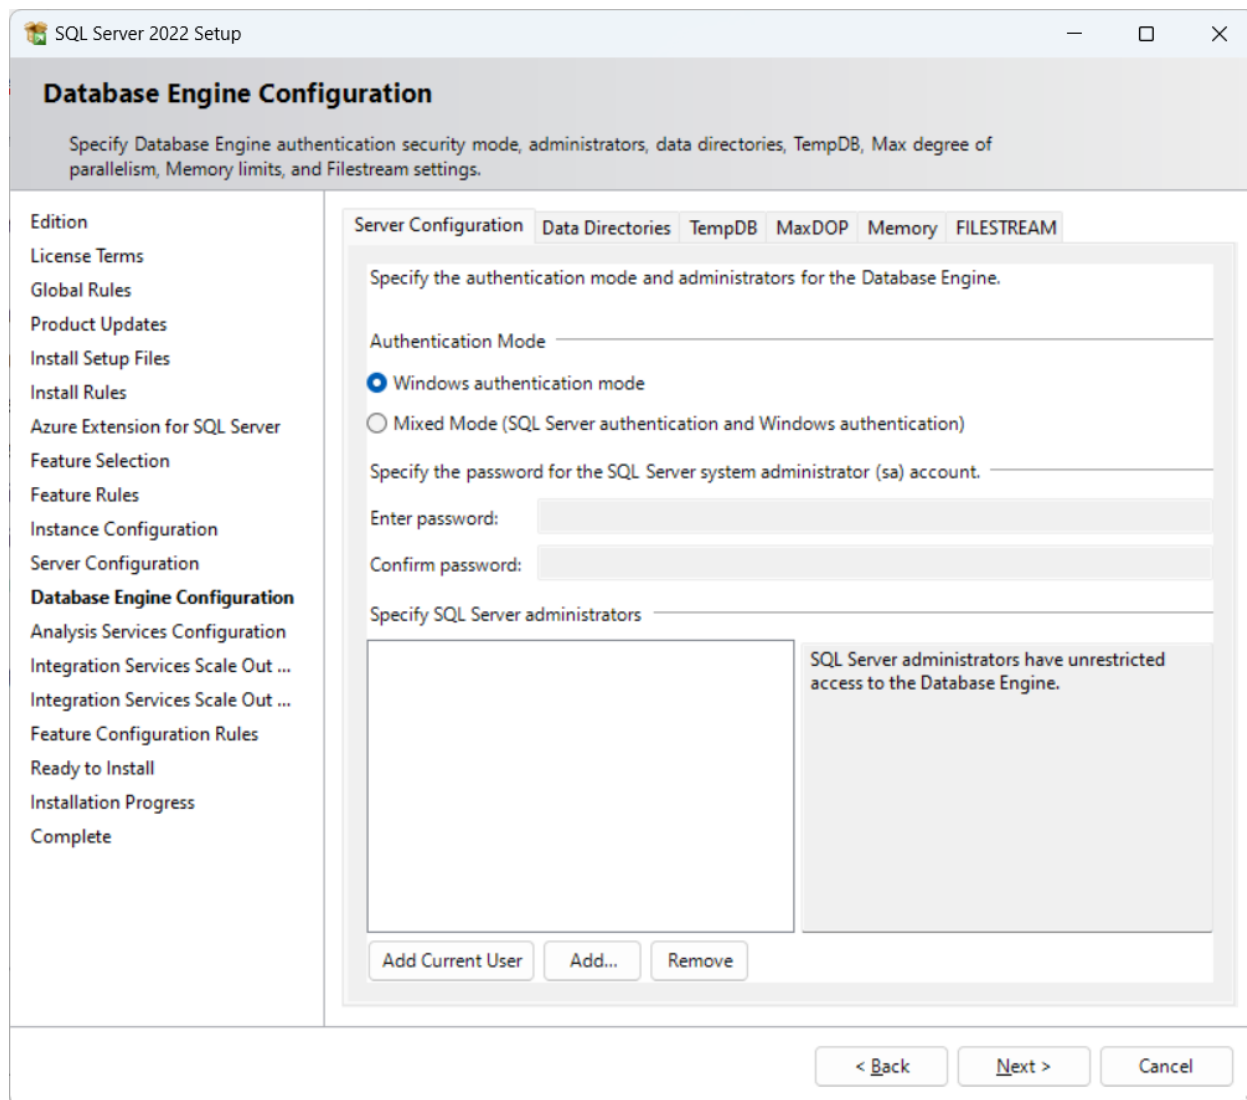 SQL Server 2022 Setup
Database Engine Configuration
Specify Database Engine authentication security mode, administrators, data directories, TempDB, Max degree of
parallelism, Memory limits, and Filestream settings.
Edition
License Terms
Global Rules
Product Updates
Install Setup Files
Install Rules
Azure Extension for SQL Server
Feature Selection
Feature Rules
Instance Configuration
Server Configuration
Database Engine Configuration
Analysis Services Configuration
Integration Services Scale Out ...
Integration Services Scale Out ...
Feature Configuration Rules
Ready to Install
Installation Progress
Complete
Server Configuration Data Directories TempDB MaxDOP Memory FILESTREAM
Specify the authentication mode and administrators for the Database Engine.
Authentication Mode
Windows authentication mode
Mixed Mode (SQL Server authentication and Windows authentication)
Specify the password for the SQL Server system administrator (sa) account.
Enter password:
Confirm password:
Specify SQL Server administrators
SQL Server administrators have unrestricted
access to the Database Engine.
Add Current User Add... Remove
< Back Next > Cancel